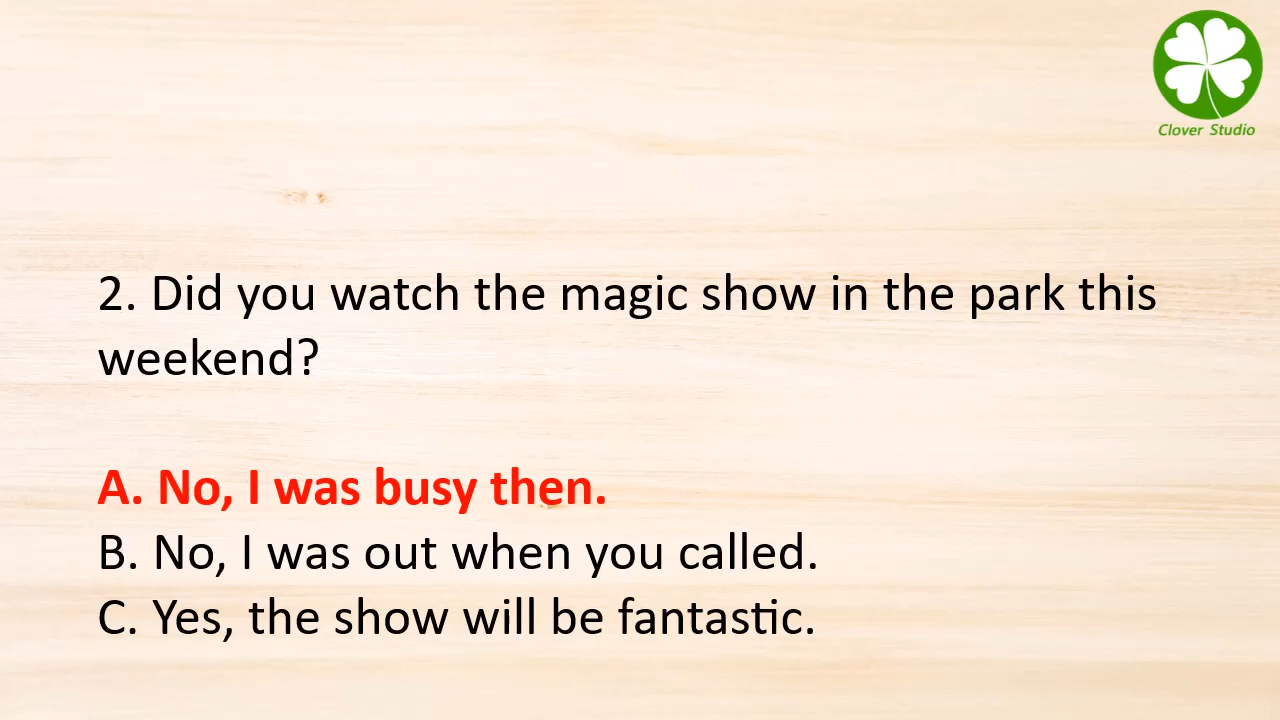 Clover Studio
2. Did you watch the magic show in the park this
weekend?
A. No, I was busy then.
B. No, I was out when you called.
C. Yes, the show will be fantastic.